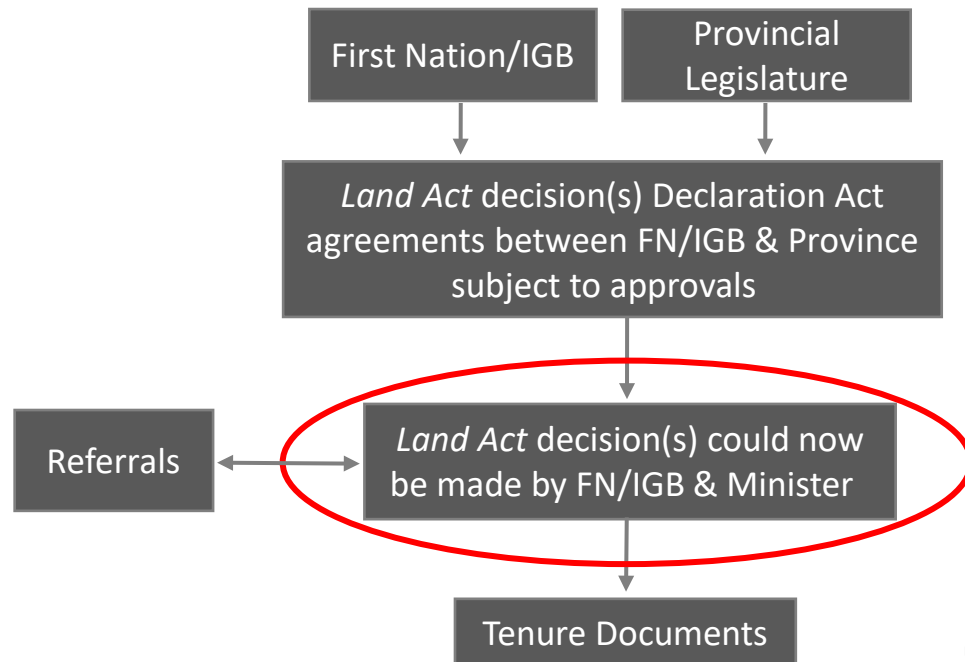 First Nation/IGB
Provincial
Legislature
Land Act decision(s) Declaration Act
agreements between FN/IGB & Province
subject to approvals
Referrals
Land Act decision(s) could now
be made by FN/IGB & Minister
Tenure Documents